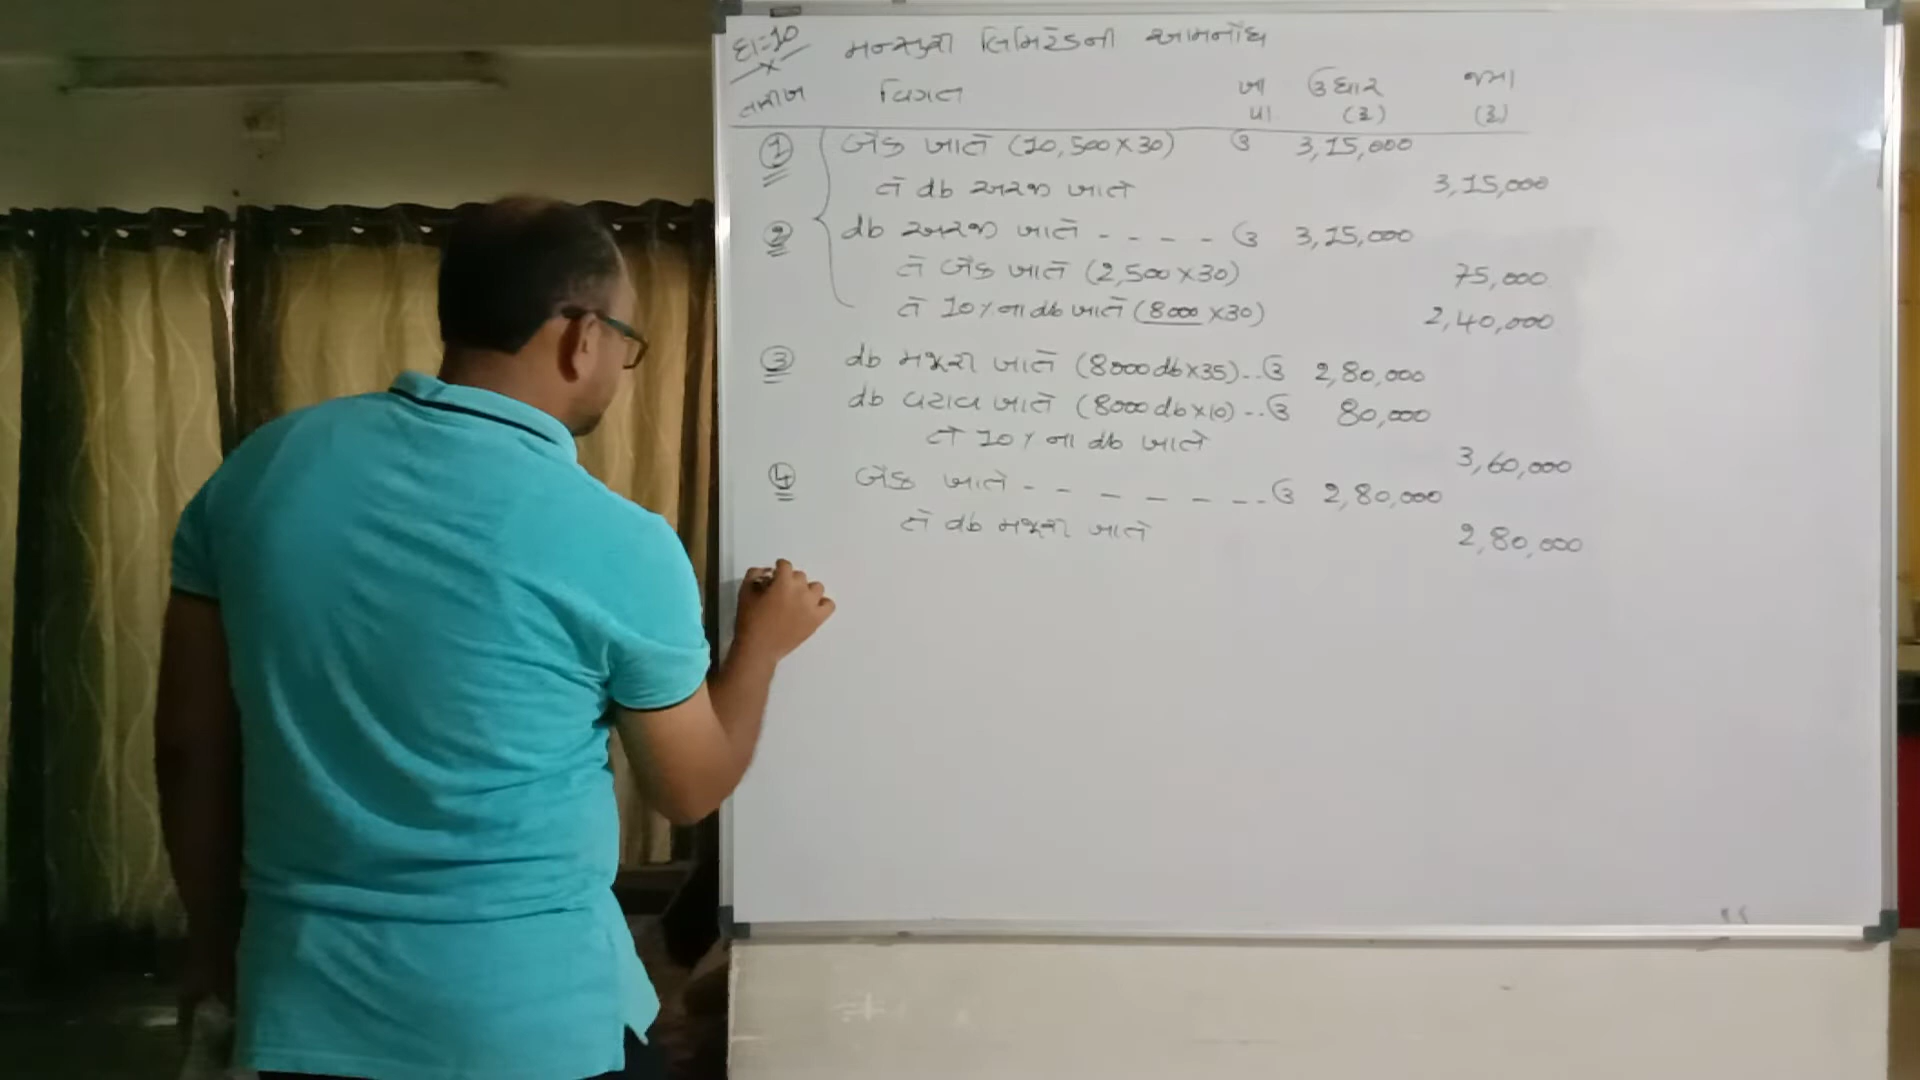 દા=10 મન્સુરી લિમિટેડની આમનોંધ
તારીખ વિગત ખા પા ઉધાર (રૂ) જમા (રૂ)
① બેંક ખાતે (10,500×30) ઉ 3,15,000
તે db અરજી ખાતે 3,15,000
② db અરજી ખાતે - - - - ઉ 3,15,000
તે બેંક ખાતે (2,500×30) 75,000
તે 10% ના db ખાતે (8000×30) 2,40,000
③ db મંજૂરી ખાતે (8000 db×35)..ઉ 2,80,000
db વટાવ ખાતે (8000 db×10)--ઉ 80,000
તે 10% ના db ખાતે 3,60,000
④ બેંક ખાતે - - - - - - -ઉ 2,80,000
તે db મંજૂરી ખાતે 2,80,000